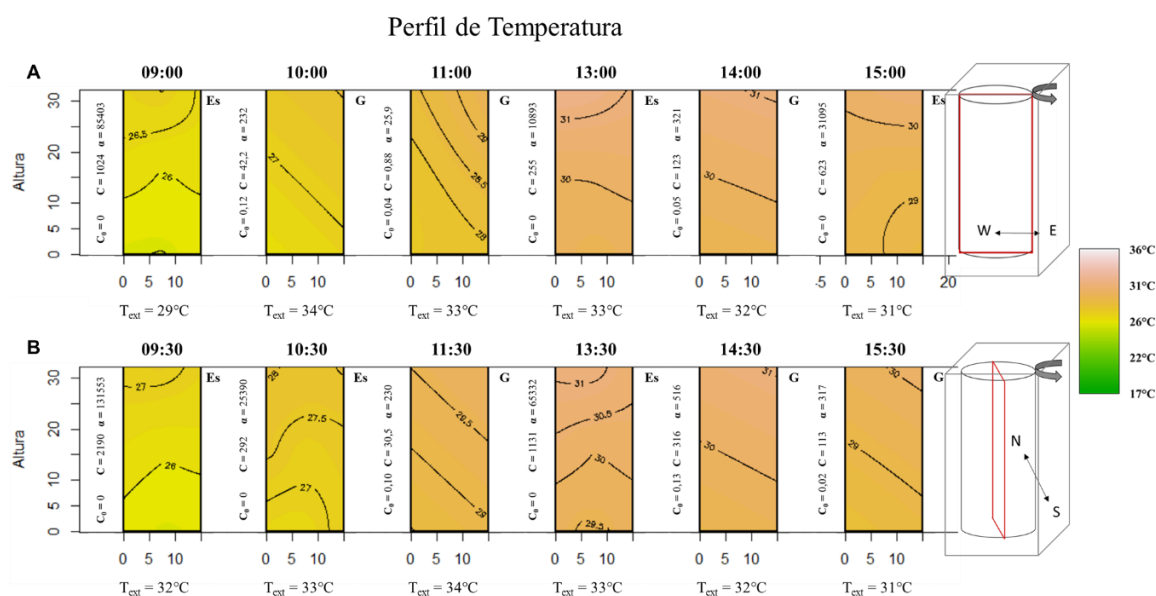 Perfil de Temperatura
A
09:00 10:00 11:00 13:00 14:00 15:00
Altura
30
20
10
5
0
C₀ = 0 C = 1024 α = 85403
26,5
26
Es
C₀ = 0,12 C = 42,2 α = 232
27
G
C₀ = 0,04 C = 0,88 α = 25,9
29
28,5
28
G
C₀ = 0 C = 255 α = 10893
31
30
Es
C₀ = 0,05 C = 123 α = 321
31
30
G
C₀ = 0 C = 623 α = 31095
30
29
Es
0 5 10 0 5 10 0 5 10 0 5 10 0 5 10 -5 0 5 10 20
T_ext = 29°C T_ext = 34°C T_ext = 33°C T_ext = 33°C T_ext = 32°C T_ext = 31°C
W E
36°C
31°C
26°C
22°C
17°C
B
09:30 10:30 11:30 13:30 14:30 15:30
Altura
30
20
10
5
0
C₀ = 0 C = 2190 α = 131553
27
26
Es
C₀ = 0 C = 292 α = 25390
28
27,5
27
G
C₀ = 0,10 C = 30,5 α = 230
29,5
29
G
C₀ = 0 C = 1131 α = 65332
31
30,5
30
29,5
Es
C₀ = 0,13 C = 316 α = 516
31
30
G
C₀ = 0,02 C = 113 α = 317
30
29
G
0 5 10 0 5 10 0 5 10 0 5 10 0 5 10 0 5 10
T_ext = 32°C T_ext = 33°C T_ext = 34°C T_ext = 33°C T_ext = 32°C T_ext = 31°C
N
S